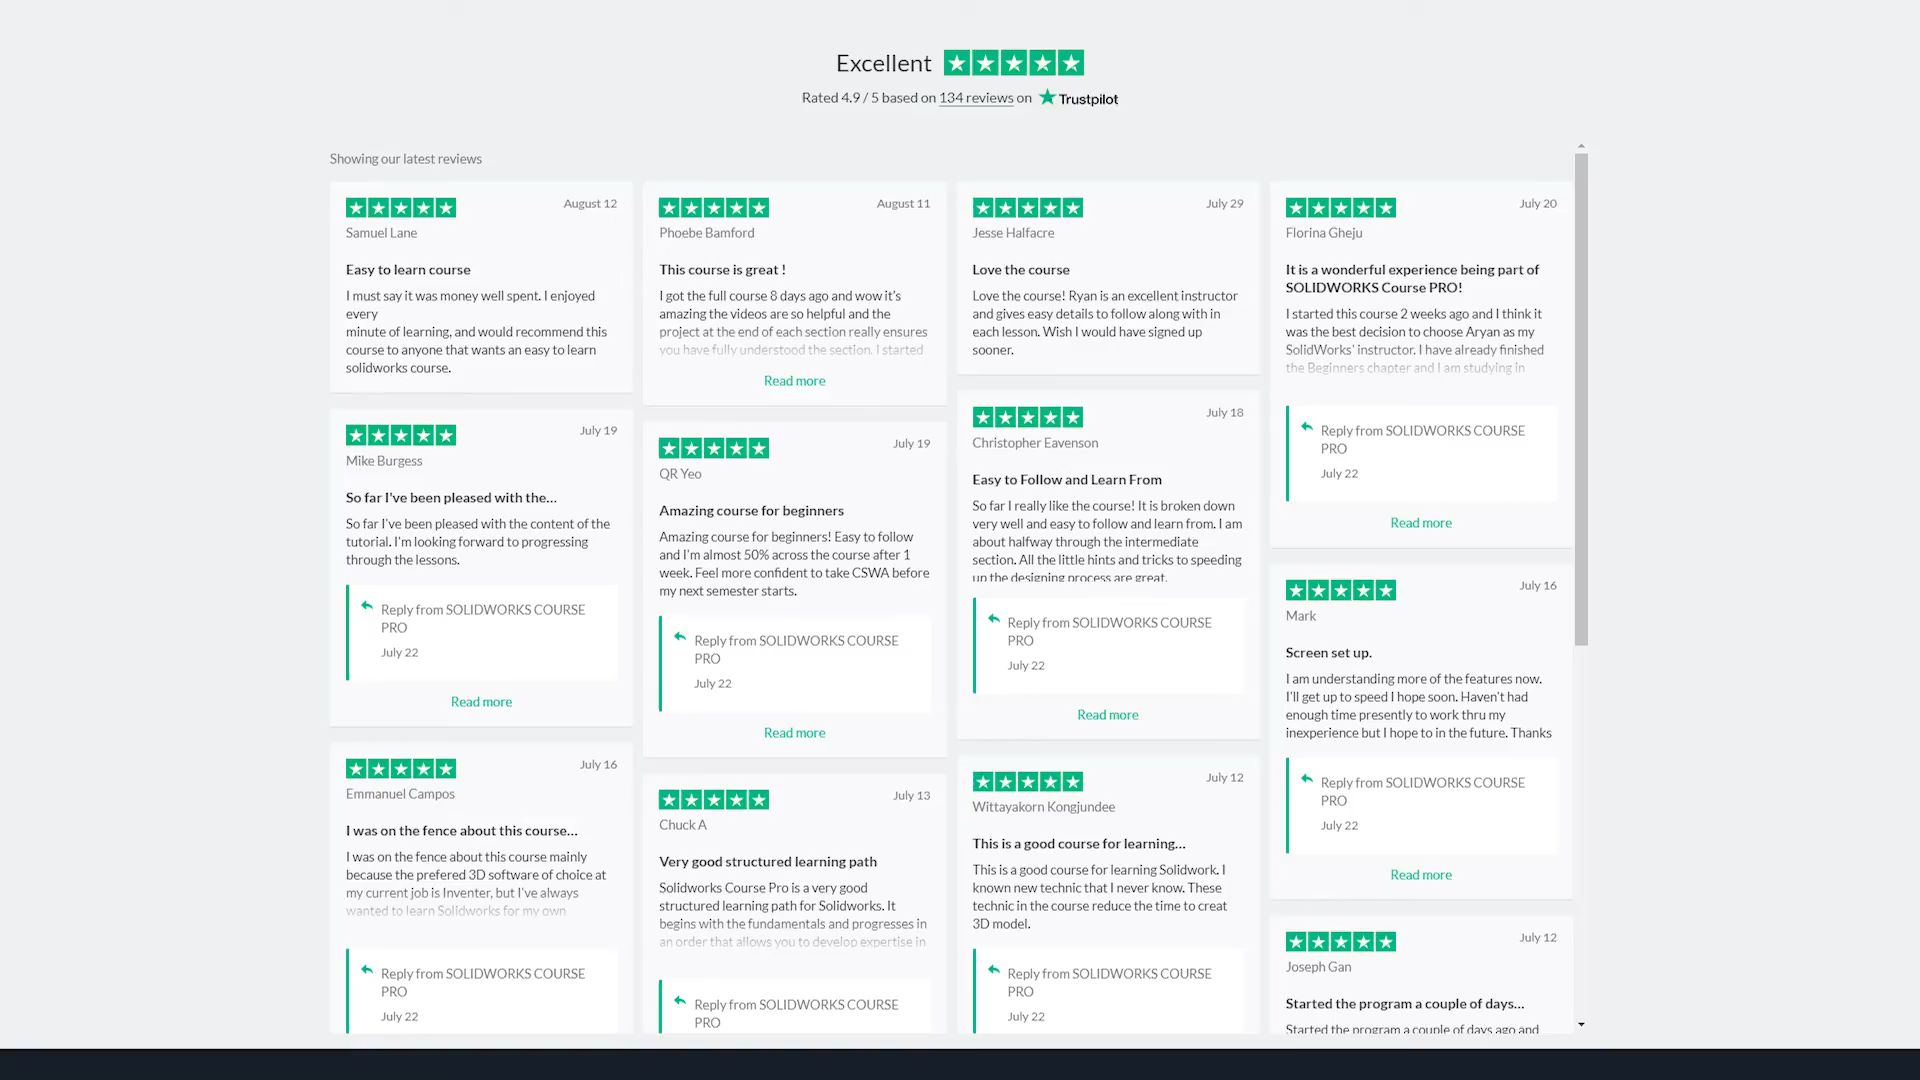 Excellent
Rated 4.9 / 5 based on 134 reviews on Trustpilot
Showing our latest reviews
August 12
Samuel Lane
Easy to learn course
I must say it was money well spent. I enjoyed
every
minute of learning, and would recommend this
course to anyone that wants an easy to learn
solidworks course.
July 19
Mike Burgess
So far I've been pleased with the...
So far I've been pleased with the content of the
tutorial. I'm looking forward to progressing
through the lessons.
Reply from SOLIDWORKS COURSE
PRO
July 22
Read more
July 16
Emmanuel Campos
I was on the fence about this course...
I was on the fence about this course mainly
because the prefered 3D software of choice at
my current job is Inventer, but I've always
wanted to learn Solidworks for my own
Reply from SOLIDWORKS COURSE
PRO
July 22
August 11
Phoebe Bamford
This course is great !
I got the full course 8 days ago and wow it's
amazing the videos are so helpful and the
project at the end of each section really ensures
you have fully understood the section. I started
Read more
July 19
QR Yeo
Amazing course for beginners
Amazing course for beginners! Easy to follow
and I'm almost 50% across the course after 1
week. Feel more confident to take CSWA before
my next semester starts.
Reply from SOLIDWORKS COURSE
PRO
July 22
Read more
July 13
Chuck A
Very good structured learning path
Solidworks Course Pro is a very good
structured learning path for Solidworks. It
begins with the fundamentals and progresses in
an order that allows you to develop expertise in
Reply from SOLIDWORKS COURSE
PRO
July 29
Jesse Halfacre
Love the course
Love the course! Ryan is an excellent instructor
and gives easy details to follow along with in
each lesson. Wish I would have signed up
sooner.
July 18
Christopher Eavenson
Easy to Follow and Learn From
So far I really like the course! It is broken down
very well and easy to follow and learn from. I am
about halfway through the intermediate
section. All the little hints and tricks to speeding
up the designing process are great.
Reply from SOLIDWORKS COURSE
PRO
July 22
Read more
July 12
Wittayakorn Kongjundee
This is a good course for learning...
This is a good course for learning Solidwork. I
known new technic that I never know. These
technic in the course reduce the time to creat
3D model.
Reply from SOLIDWORKS COURSE
PRO
July 22
July 20
Florina Gheju
It is a wonderful experience being part of
SOLIDWORKS Course PRO!
I started this course 2 weeks ago and I think it
was the best decision to choose Aryan as my
SolidWorks' instructor. I have already finished
the Beginners chapter and I am studying in
Reply from SOLIDWORKS COURSE
PRO
July 22
Read more
July 16
Mark
Screen set up.
I am understanding more of the features now.
I'll get up to speed I hope soon. Haven't had
enough time presently to work thru my
inexperience but I hope to in the future. Thanks
Reply from SOLIDWORKS COURSE
PRO
July 22
Read more
July 12
Joseph Gan
Started the program a couple of days...
Started the program a couple of days ago and